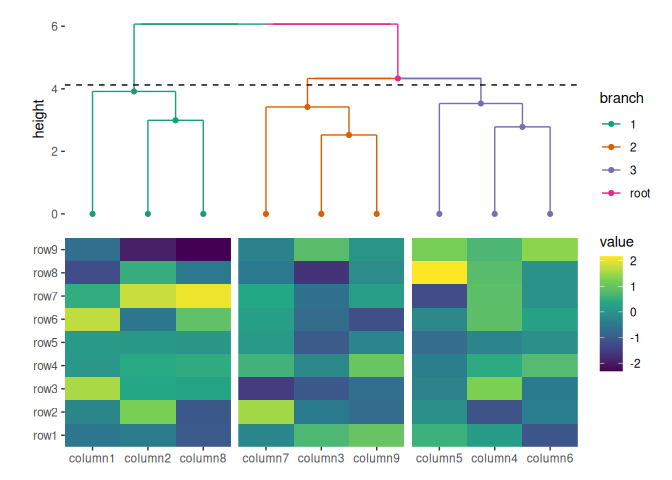 6
4
2
0
height
branch
1
2
3
root
value
2
1
0
-1
-2
row9
row8
row7
row6
row5
row4
row3
row2
row1
column1 column2 column8 column7 column3 column9 column5 column4 column6